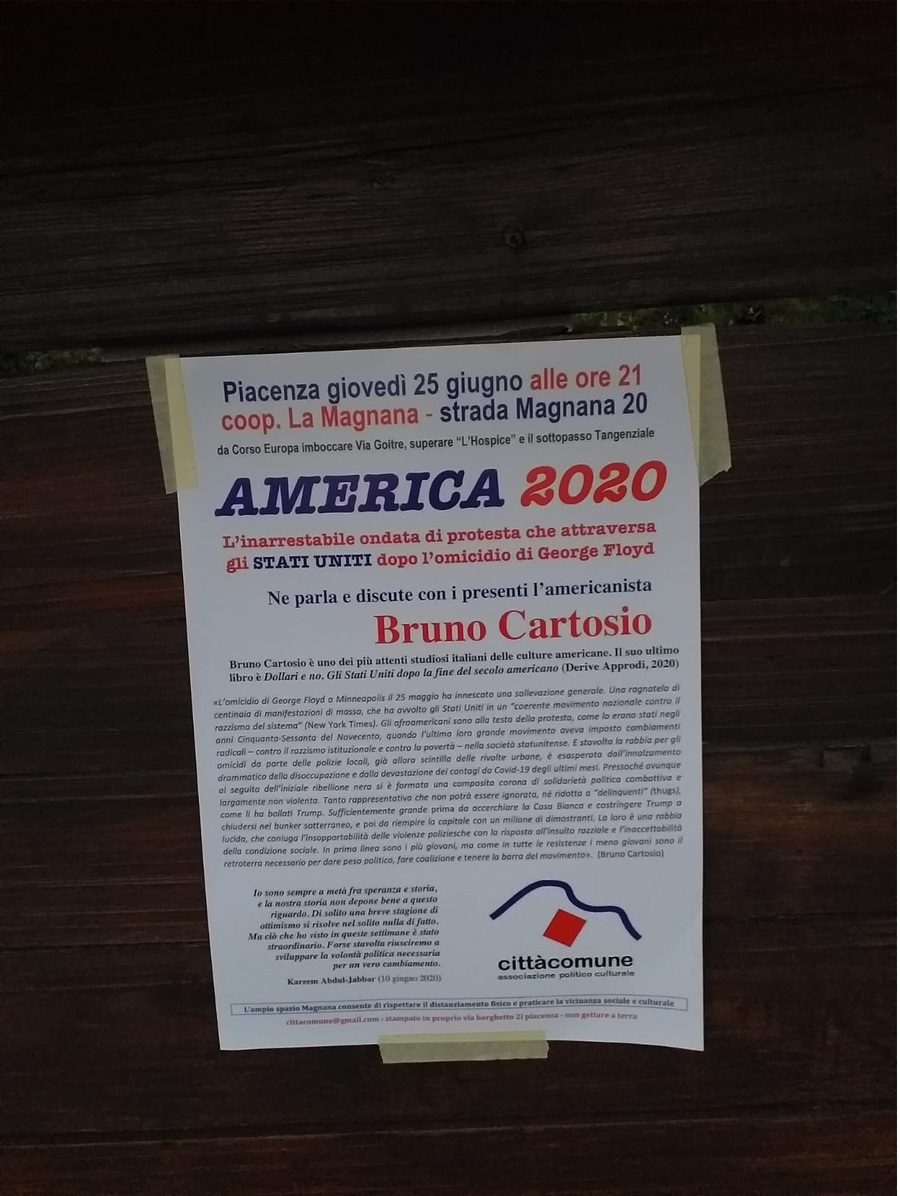 Piacenza giovedì 25 giugno alle ore 21
coop. La Magnana - strada Magnana 20
da Corso Europa imboccare Via Goitre, superare "L'Hospice" e il sottopasso Tangenziale
AMERICA 2020
L'inarrestabile ondata di protesta che attraversa
gli STATI UNITI dopo l'omicidio di George Floyd
Ne parla e discute con i presenti l'americanista
Bruno Cartosio
Bruno Cartosio è uno dei più attenti studiosi italiani delle culture americane. Il suo ultimo
libro è Dollari e no. Gli Stati Uniti dopo la fine del secolo americano (Derive Approdi, 2020)
«L'omicidio di George Floyd a Minneapolis il 25 maggio ha innescato una sollevazione generale. Una ragnatela di
centinaia di manifestazioni di massa, che ha avvolto gli Stati Uniti in un "coerente movimento nazionale contro il
razzismo del sistema" (New York Times). Gli afroamericani sono alla testa della protesta, come lo erano stati negli
anni Cinquanta-Sessanta del Novecento, quando l'ultimo loro grande movimento aveva imposto cambiamenti
radicali – contro il razzismo istituzionale e contro la povertà – nella società statunitense. E stavolta la rabbia per gli
omicidi da parte delle polizie locali, già allora scintilla delle rivolte urbane, è esasperata dall'innalzamento
drammatico della disoccupazione e dalla devastazione dei contagi da Covid-19 degli ultimi mesi. Pressoché ovunque
al seguito dell'iniziale ribellione nera si è formata una composita corona di solidarietà politica combattiva e
largamente non violenta. Tanto rappresentativa che non potrà essere ignorata, né ridotta a "delinquenti" (thugs),
come li ha bollati Trump. Sufficientemente grande prima da accerchiare la Casa Bianca e costringere Trump a
chiudersi nel bunker sotterraneo, e poi da riempire la capitale con un milione di dimostranti. La loro è una rabbia
lucida, che coniuga l'insopportabilità delle violenze poliziesche con la risposta all'insulto razziale e l'inaccettabilità
della condizione sociale. In prima linea sono i più giovani, ma come in tutte le resistenze i meno giovani sono il
retroterra necessario per dare peso politico, fare coalizione e tenere la barra del movimento». (Bruno Cartosio)
Io sono sempre a metà fra speranza e storia,
e la nostra storia non depone bene a questo
riguardo. Di solito una breve stagione di
ottimismo si risolve nel solito nulla di fatto.
Ma ciò che ho visto in queste settimane è stato
straordinario. Forse stavolta riusciremo a
sviluppare la volontà politica necessaria
per un vero cambiamento.
Kareem Abdul-Jabbar (10 giugno 2020)
cittàcomune
associazione politico culturale
L'ampio spazio Magnana consente di rispettare il distanziamento fisico e praticare la vicinanza sociale e culturale
cittacomune@gmail.com - stampato in proprio via borghetto 2i piacenza - non gettare a terra